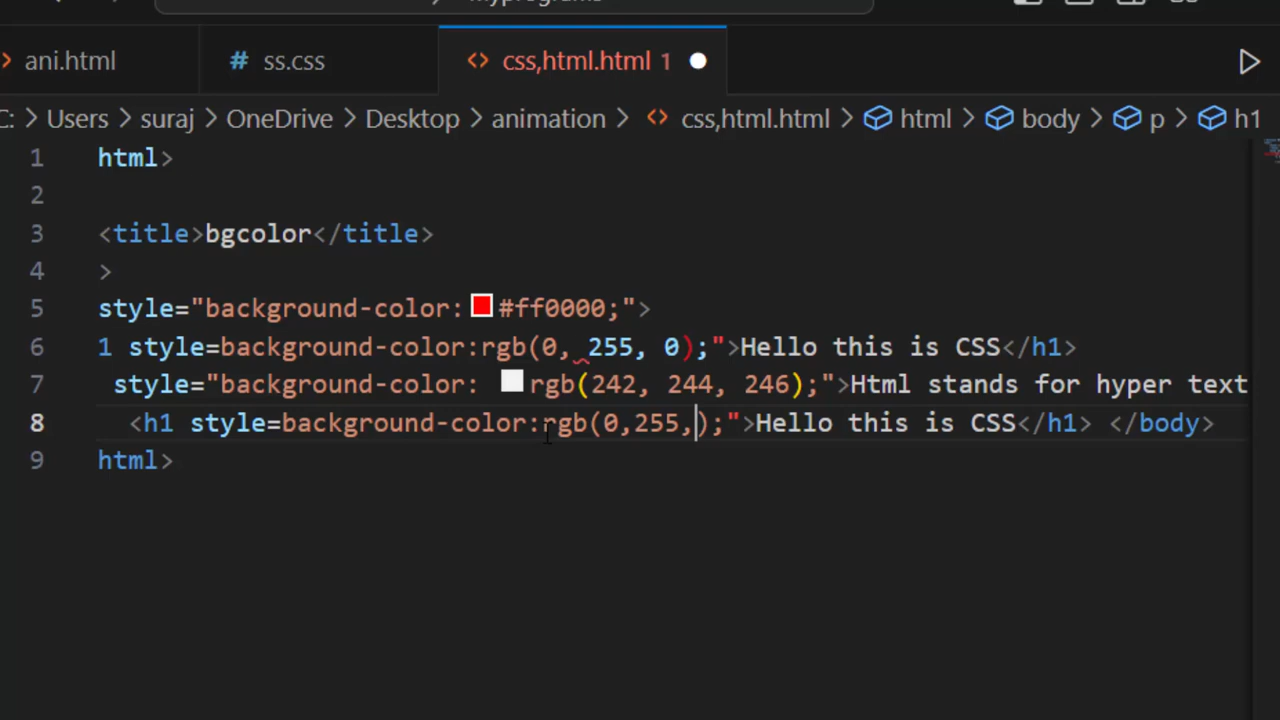 ani.html # ss.css <> css,html.html 1
C: > Users > suraj > OneDrive > Desktop > animation > <> css,html.html > html > body > p > h1
1 html>
2
3 <title>bgcolor</title>
4 >
5 style="background-color: #ff0000;">
6 1 style=background-color:rgb(0, 255, 0);">Hello this is CSS</h1>
7 style="background-color: rgb(242, 244, 246);">Html stands for hyper text
8 <h1 style=background-color:rgb(0,255,);">Hello this is CSS</h1> </body>
9 html>